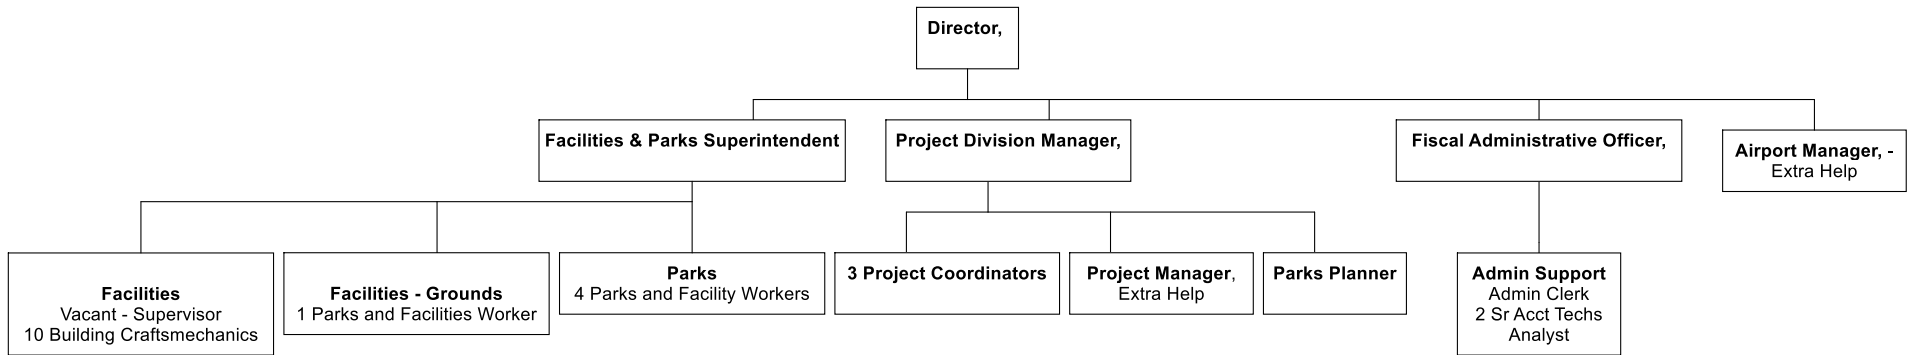 Director,
Facilities & Parks Superintendent
Project Division Manager,
Fiscal Administrative Officer,
Airport Manager, -
Extra Help
Facilities
Vacant - Supervisor
10 Building Craftsmechanics
Facilities - Grounds
1 Parks and Facilities Worker
Parks
4 Parks and Facility Workers
3 Project Coordinators
Project Manager,
Extra Help
Parks Planner
Admin Support
Admin Clerk
2 Sr Acct Techs
Analyst